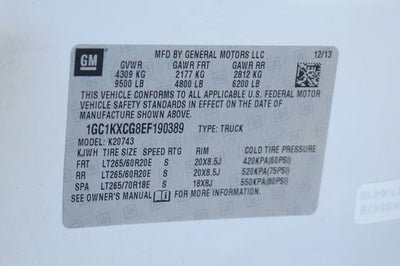 GM
MFD BY GENERAL MOTORS LLC
12/13
GVWR GAWR FRT GAWR RR
4309 KG 2177 KG 2812 KG
9500 LB 4800 LB 6200 LB
THIS VEHICLE CONFORMS TO ALL APPLICABLE U.S. FEDERAL MOTOR
VEHICLE SAFETY STANDARDS IN EFFECT ON THE DATE OF
MANUFACTURE SHOWN ABOVE.
1GC1KXCG8EF190389 TYPE: TRUCK
MODEL: K20743
KJWH TIRE SIZE SPEED RTG RIM COLD TIRE PRESSURE
FRT LT265/60R20E S 20X8.5J 420KPA(60PSI)
RR LT265/60R20E S 20X8.5J 520KPA(75PSI)
SPA LT265/70R18E S 18X8J 550KPA(80PSI)
SEE OWNER'S MANUAL FOR MORE INFORMATION.